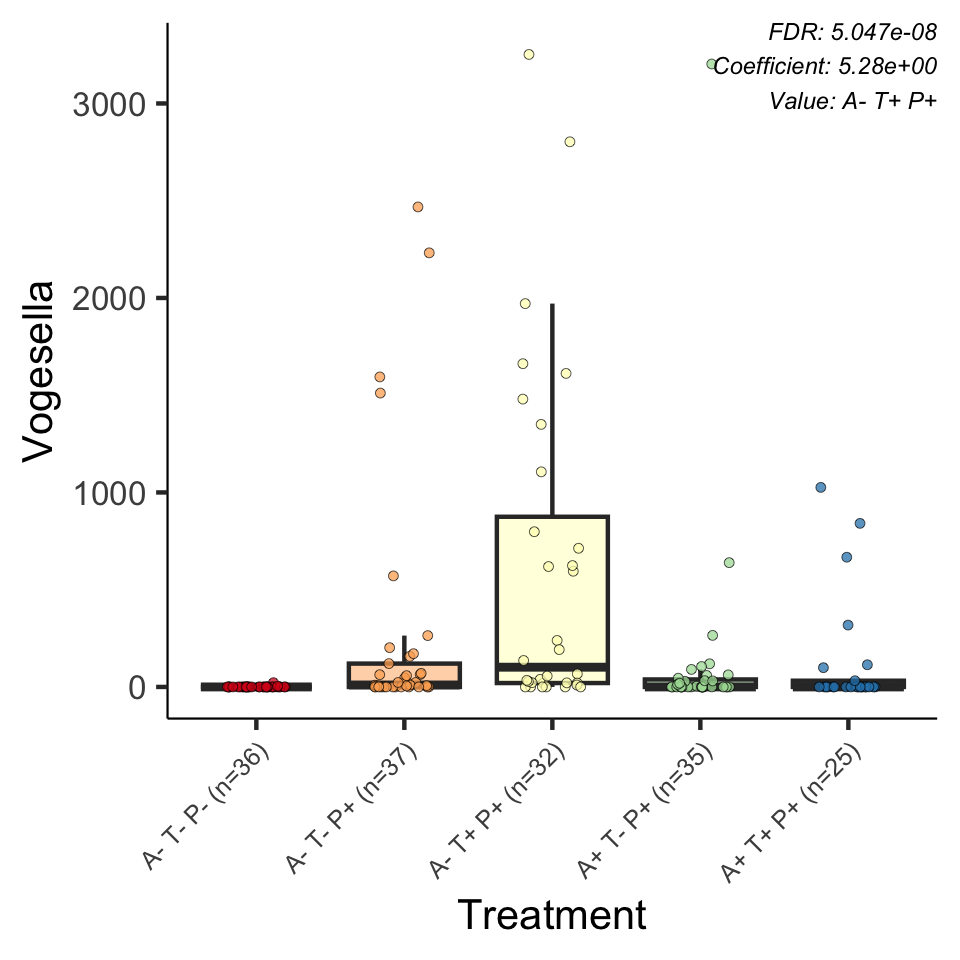 FDR: 5.047e-08
Coefficient: 5.28e+00
Value: A- T+ P+
3000
2000
1000
0
Vogesella
A- T- P- (n=36)
A- T- P+ (n=37)
A- T+ P+ (n=32)
A+ T- P+ (n=35)
A+ T+ P+ (n=25)
Treatment